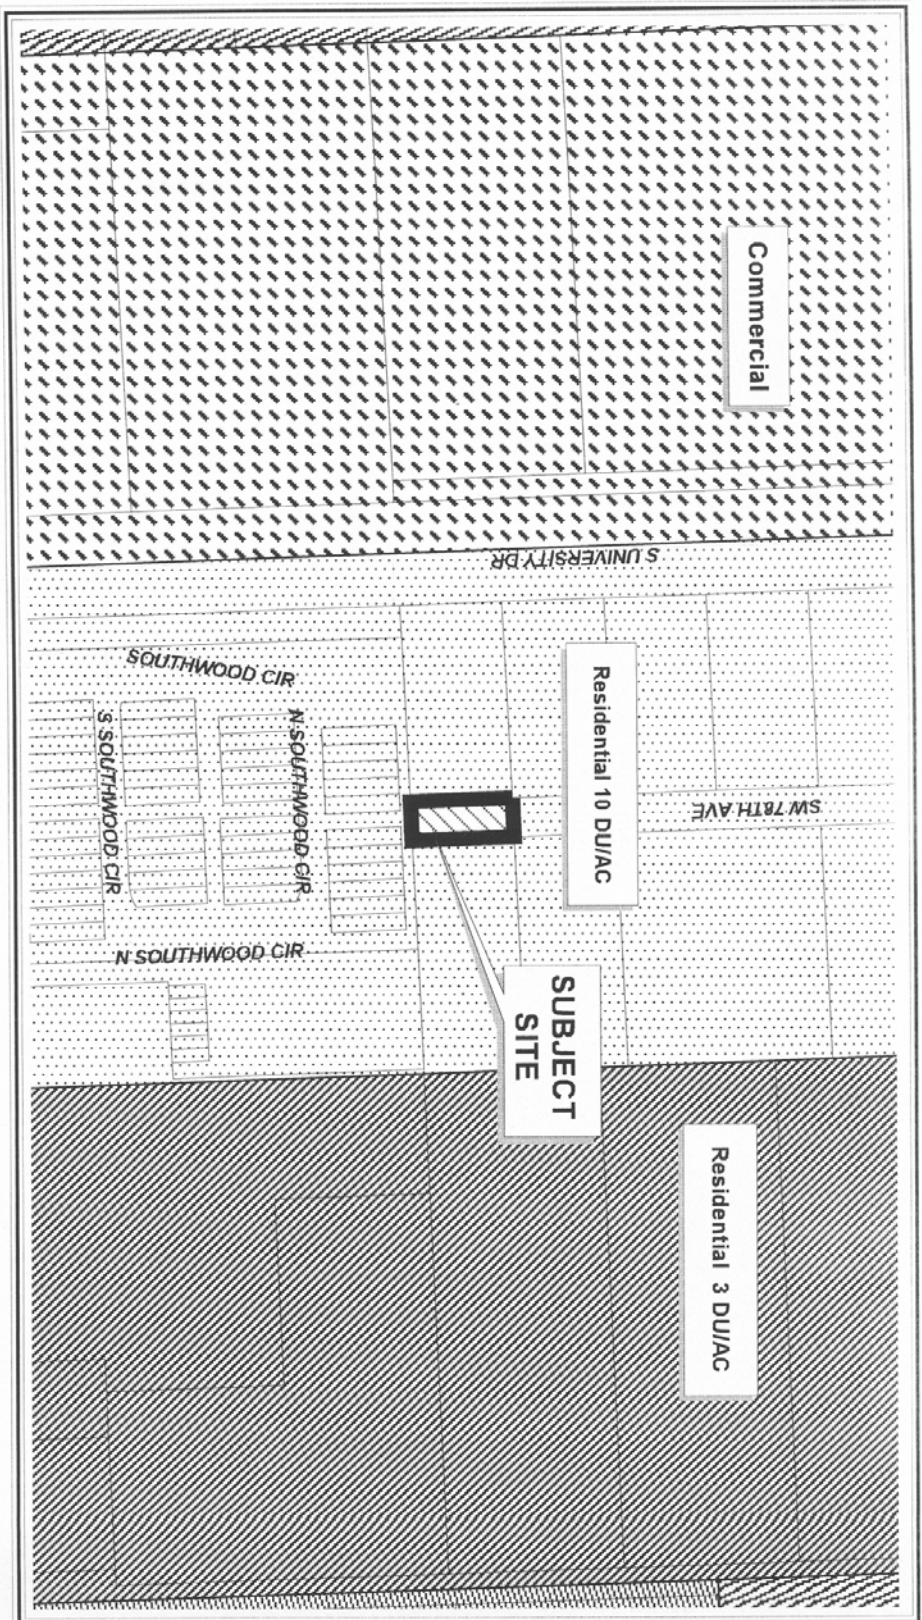 Commercial
S UNIVERSITY DR
SOUTHWOOD CIR
Residential 10 DU/AC
SW 78TH AVE
S SOUTHWOOD CIR
N SOUTHWOOD CIR
N SOUTHWOOD CIR
SUBJECT
SITE
Residential 3 DU/AC